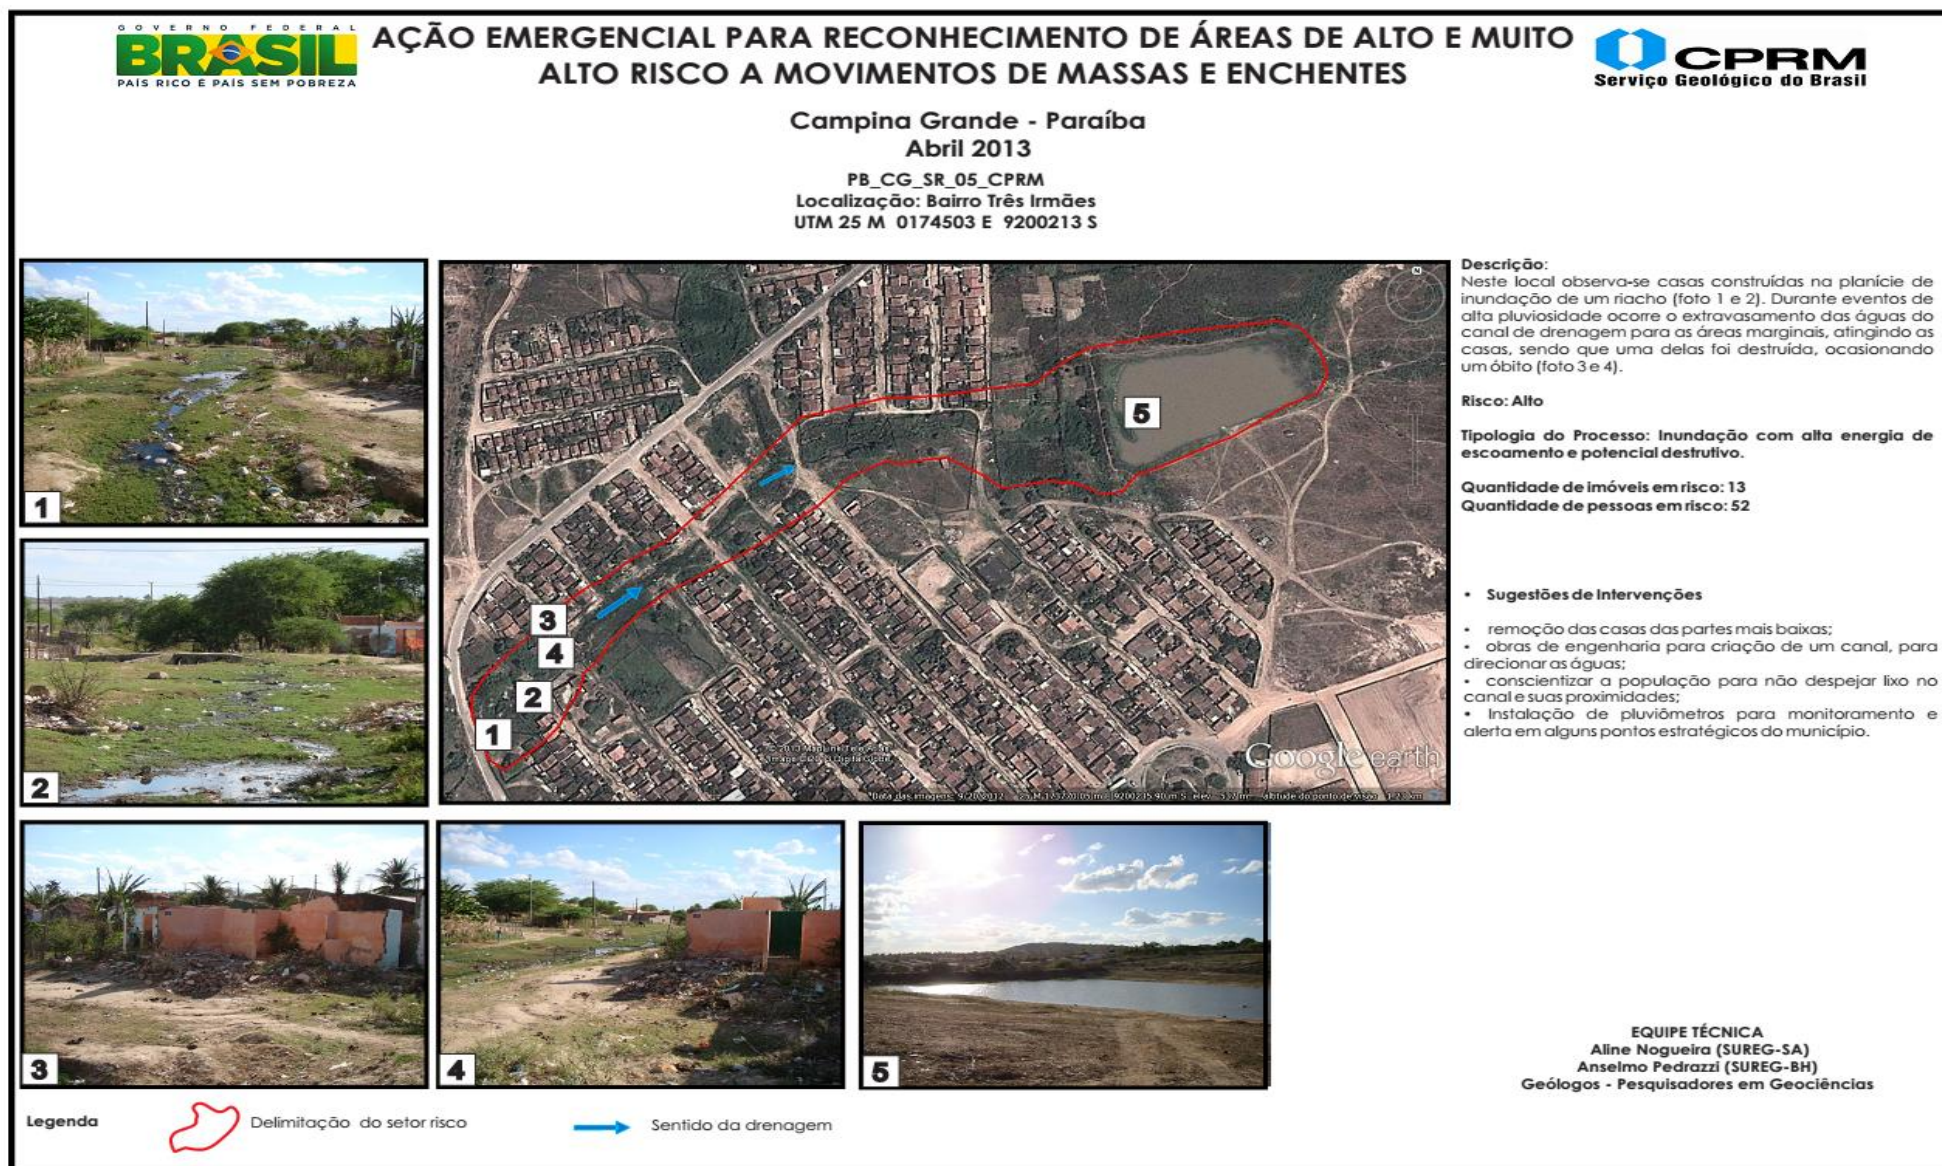 GOVERNO FEDERAL
BRASIL
PAÍS RICO É PAÍS SEM POBREZA
AÇÃO EMERGENCIAL PARA RECONHECIMENTO DE ÁREAS DE ALTO E MUITO
ALTO RISCO A MOVIMENTOS DE MASSAS E ENCHENTES
CPRM
Serviço Geológico do Brasil
Campina Grande - Paraíba
Abril 2013
PB_CG_SR_05_CPRM
Localização: Bairro Três Irmães
UTM 25 M 0174503 E 9200213 S
1
2
3
4
2
1
5
N
Google earth
Descrição:
Neste local observa-se casas construídas na planície de
inundação de um riacho (foto 1 e 2). Durante eventos de
alta pluviosidade ocorre o extravasamento das águas do
canal de drenagem para as áreas marginais, atingindo as
casas, sendo que uma delas foi destruída, ocasionando
um óbito (foto 3 e 4).
Risco: Alto
Tipologia do Processo: Inundação com alta energia de
escoamento e potencial destrutivo.
Quantidade de imóveis em risco: 13
Quantidade de pessoas em risco: 52
• Sugestões de Intervenções
• remoção das casas das partes mais baixas;
• obras de engenharia para criação de um canal, para
direcionar as águas;
• conscientizar a população para não despejar lixo no
canal e suas proximidades;
• Instalação de pluviômetros para monitoramento e
alerta em alguns pontos estratégicos do município.
3
4
5
EQUIPE TÉCNICA
Aline Nogueira (SUREG-SA)
Anselmo Pedrazzi (SUREG-BH)
Geólogos - Pesquisadores em Geociências
Legenda
Delimitação do setor risco
Sentido da drenagem